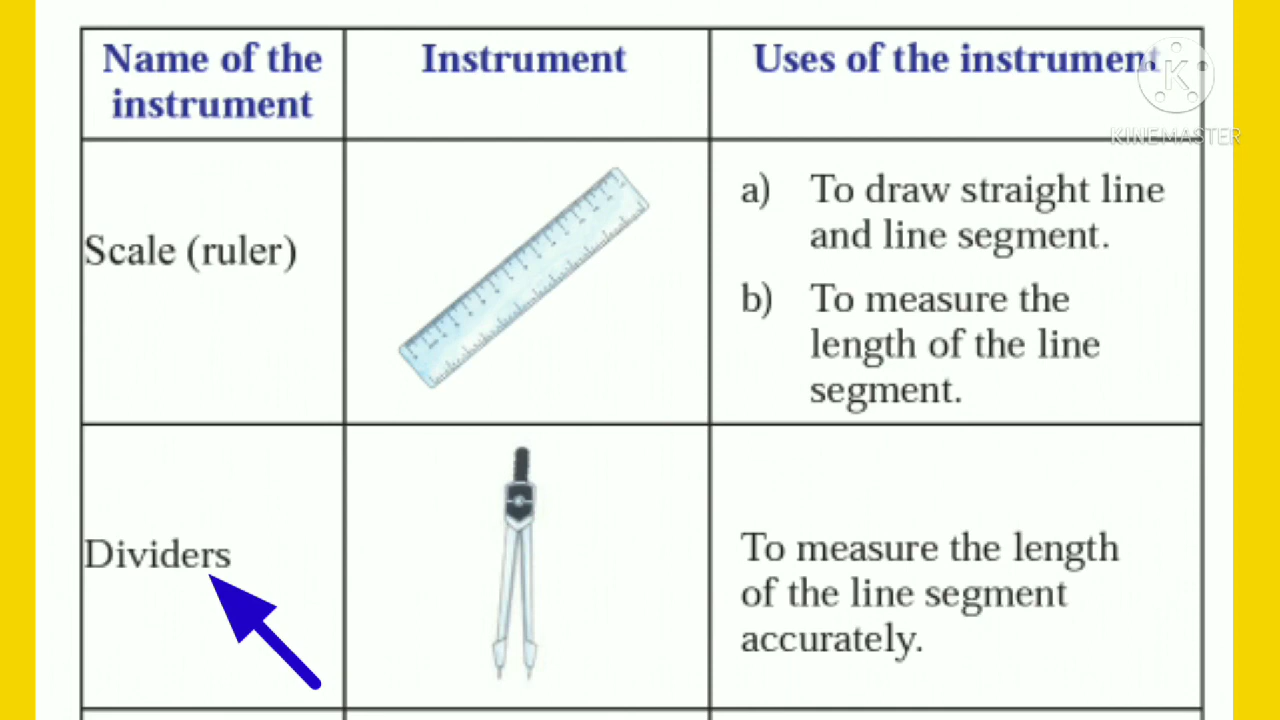 Name of the
instrument
Instrument
Uses of the instrument
K
KINEMASTER
Scale (ruler)
a) To draw straight line
and line segment.
b) To measure the
length of the line
segment.
Dividers
To measure the length
of the line segment
accurately.